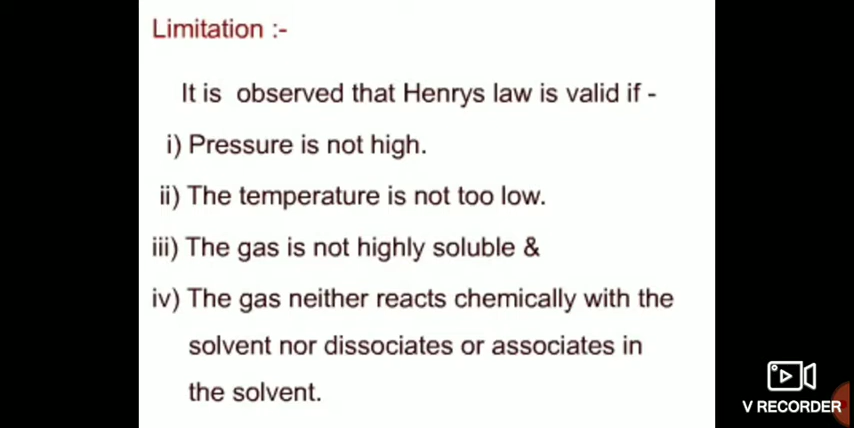 Limitation :-
It is observed that Henrys law is valid if -
i) Pressure is not high.
ii) The temperature is not too low.
iii) The gas is not highly soluble &
iv) The gas neither reacts chemically with the
solvent nor dissociates or associates in
the solvent.
V RECORDER